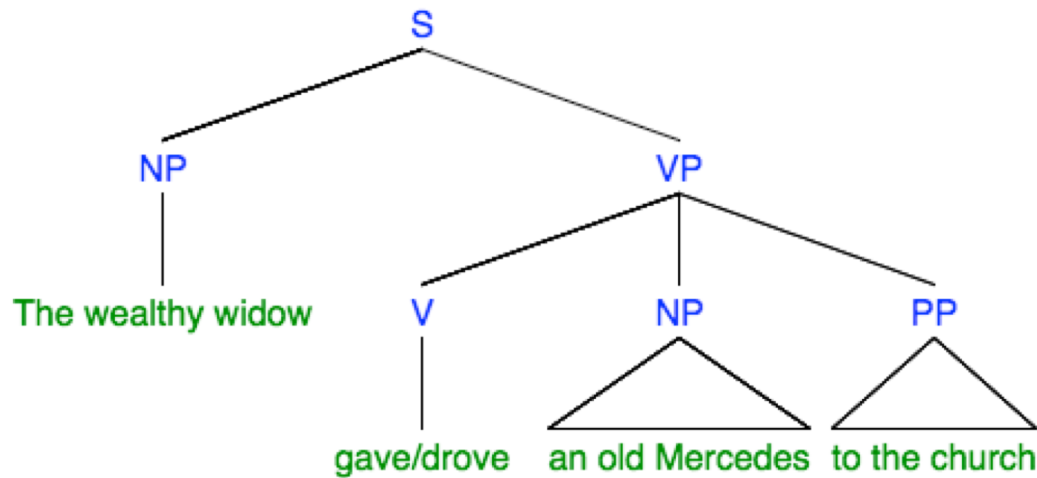 S
NP VP
The wealthy widow V NP PP
gave/drove an old Mercedes to the church